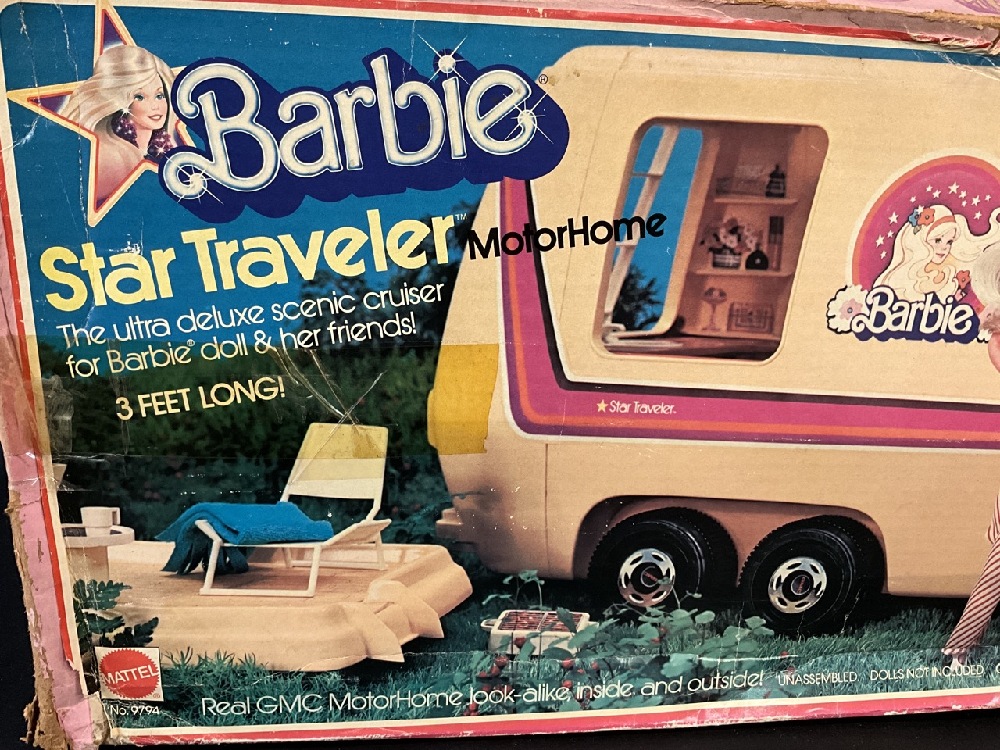 Barbie®
Star Traveler™ MotorHome
The ultra deluxe scenic cruiser
for Barbie® doll & her friends!
3 FEET LONG!
Barbie
Star Traveler.
MATTEL
No. 9794
Real GMC MotorHome look-alike, inside and outside! UNASSEMBLED DOLLS NOT INCLUDED